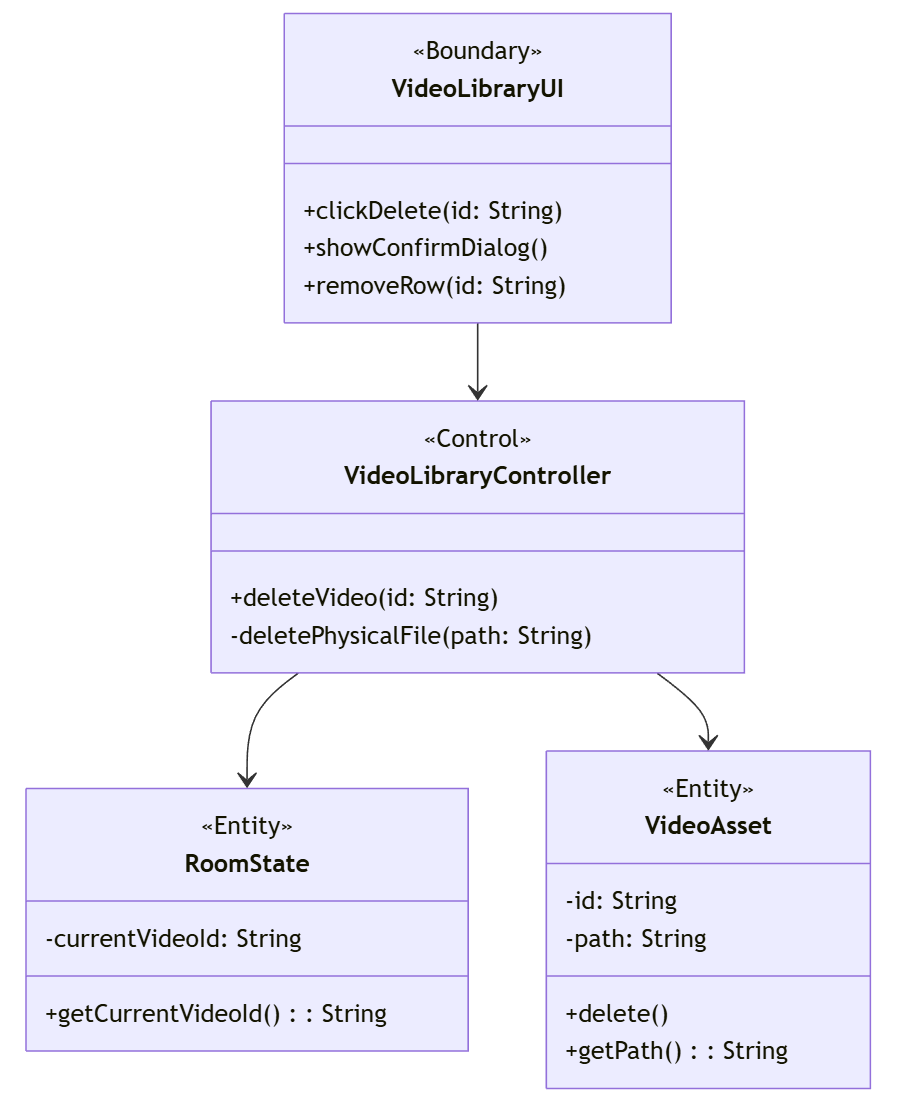 «Boundary»
VideoLibraryUI
+clickDelete(id: String)
+showConfirmDialog()
+removeRow(id: String)
«Control»
VideoLibraryController
+deleteVideo(id: String)
-deletePhysicalFile(path: String)
«Entity»
RoomState
-currentVideoId: String
+getCurrentVideoId() : : String
«Entity»
VideoAsset
-id: String
-path: String
+delete()
+getPath() : : String